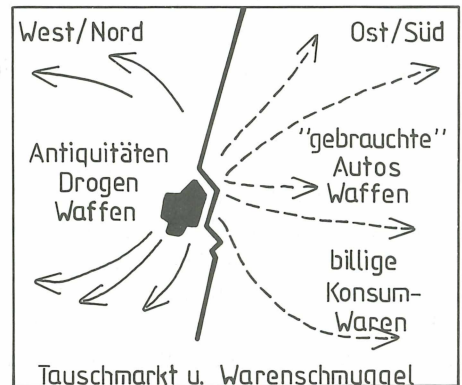 West/Nord
Ost/Süd
Antiquitäten
Drogen
Waffen
"gebrauchte"
Autos
Waffen
billige
Konsum-
Waren
Tauschmarkt u. Warenschmuggel